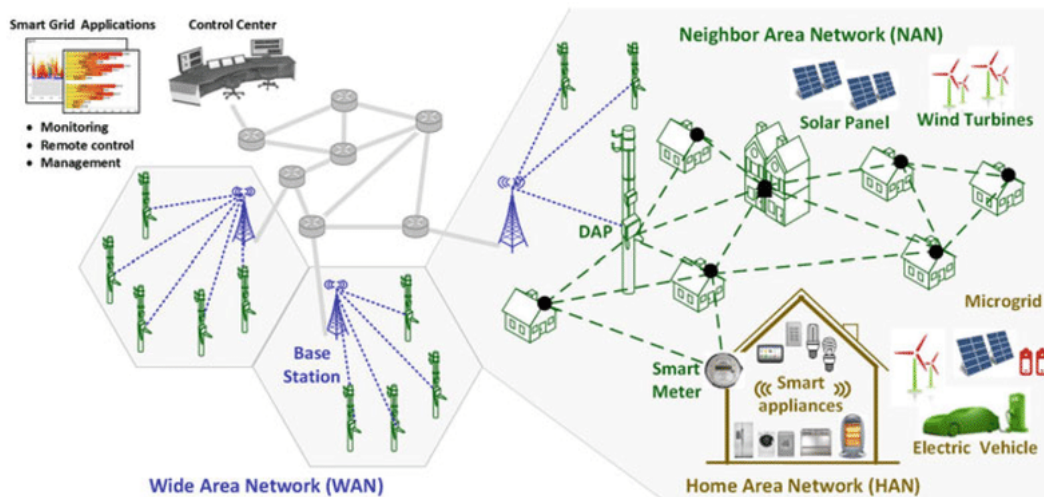 Smart Grid Applications
Control Center
• Monitoring
• Remote control
• Management
Neighbor Area Network (NAN)
Solar Panel
Wind Turbines
DAP
Base
Station
Microgrid
Smart
Meter
Smart
appliances
Electric Vehicle
Wide Area Network (WAN)
Home Area Network (HAN)